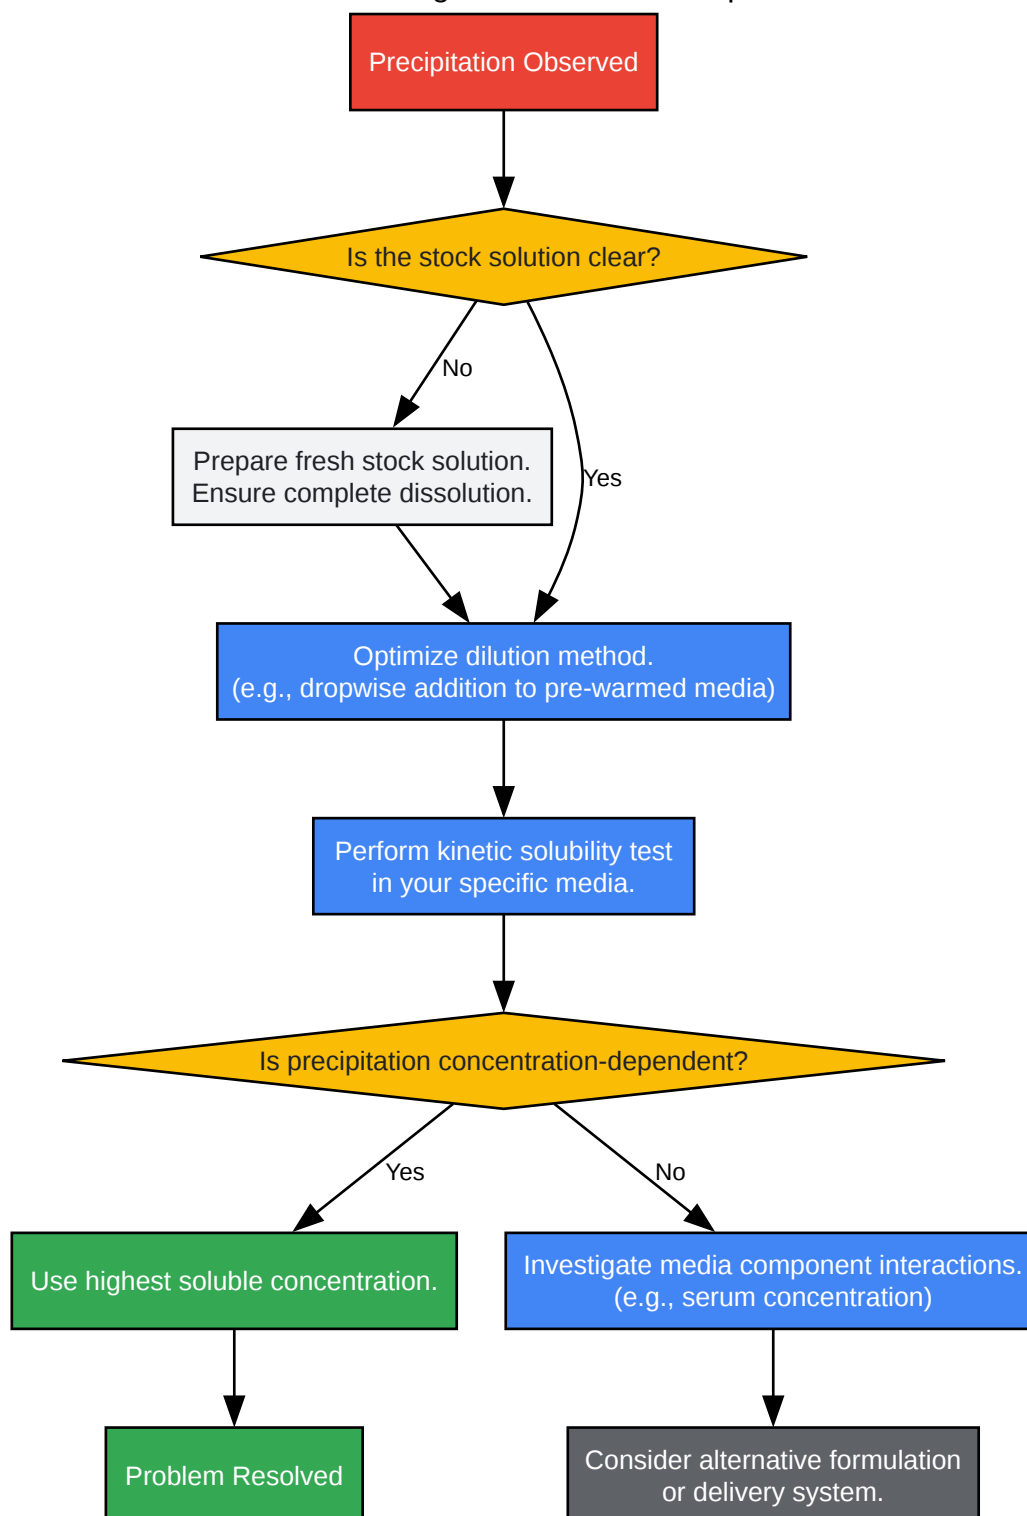 Precipitation Observed
Is the stock solution clear?
No
Prepare fresh stock solution.
Ensure complete dissolution.
Yes
Optimize dilution method.
(e.g., dropwise addition to pre-warmed media)
Perform kinetic solubility test
in your specific media.
Is precipitation concentration-dependent?
Yes
No
Use highest soluble concentration.
Investigate media component interactions.
(e.g., serum concentration)
Problem Resolved
Consider alternative formulation
or delivery system.